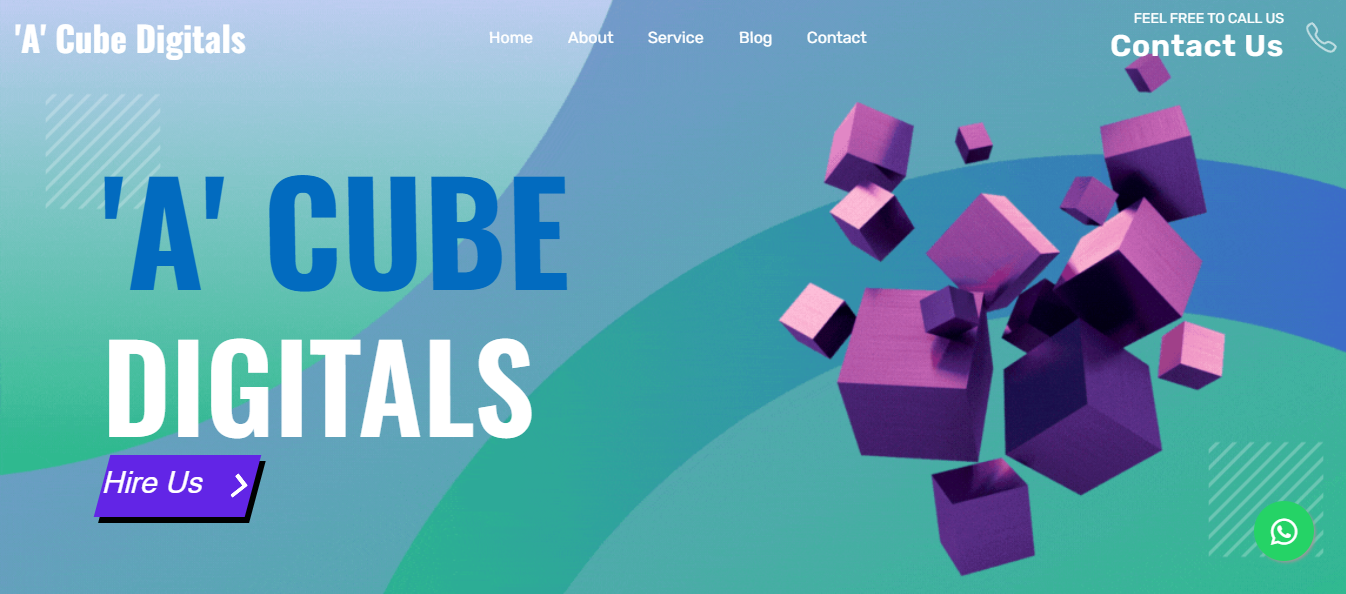 'A' Cube Digitals
Home About Service Blog Contact
FEEL FREE TO CALL US
Contact Us
'A' CUBE
DIGITALS
Hire Us